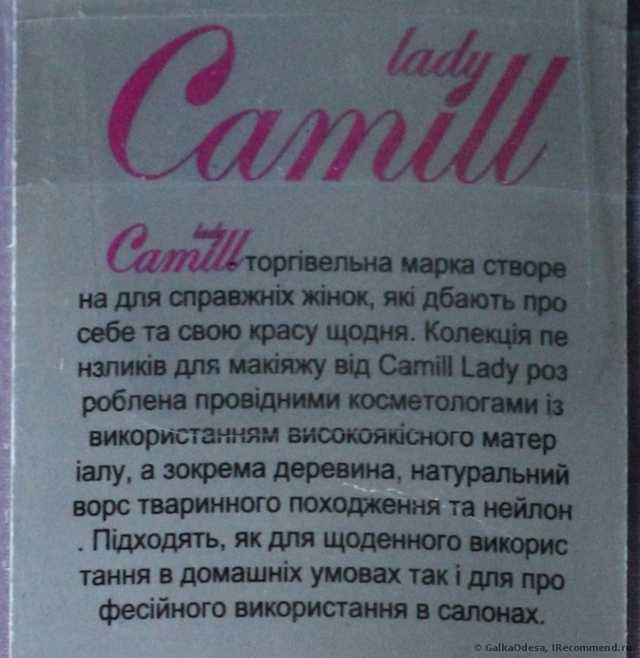 lady
Camill
Camill lady - торгівельна марка створе
на для справжніх жінок, які дбають про
себе та свою красу щодня. Колекція пе
нзликів для макіяжу від Camill Lady роз
роблена провідними косметологами із
використанням високоякісного матер
іалу, а зокрема деревина, натуральний
ворс тваринного походження та нейлон
. Підходять, як для щоденного викорис
тання в домашніх умовах так і для про
фесійного використання в салонах.
© GalkaOdesa, IRecommend.ru